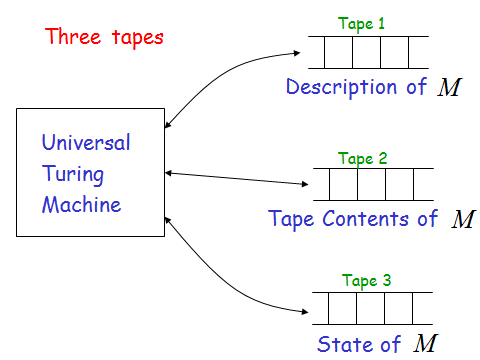 Three tapes
Tape 1
Description of M
Universal
Turing
Machine
Tape 2
Tape Contents of M
Tape 3
State of M